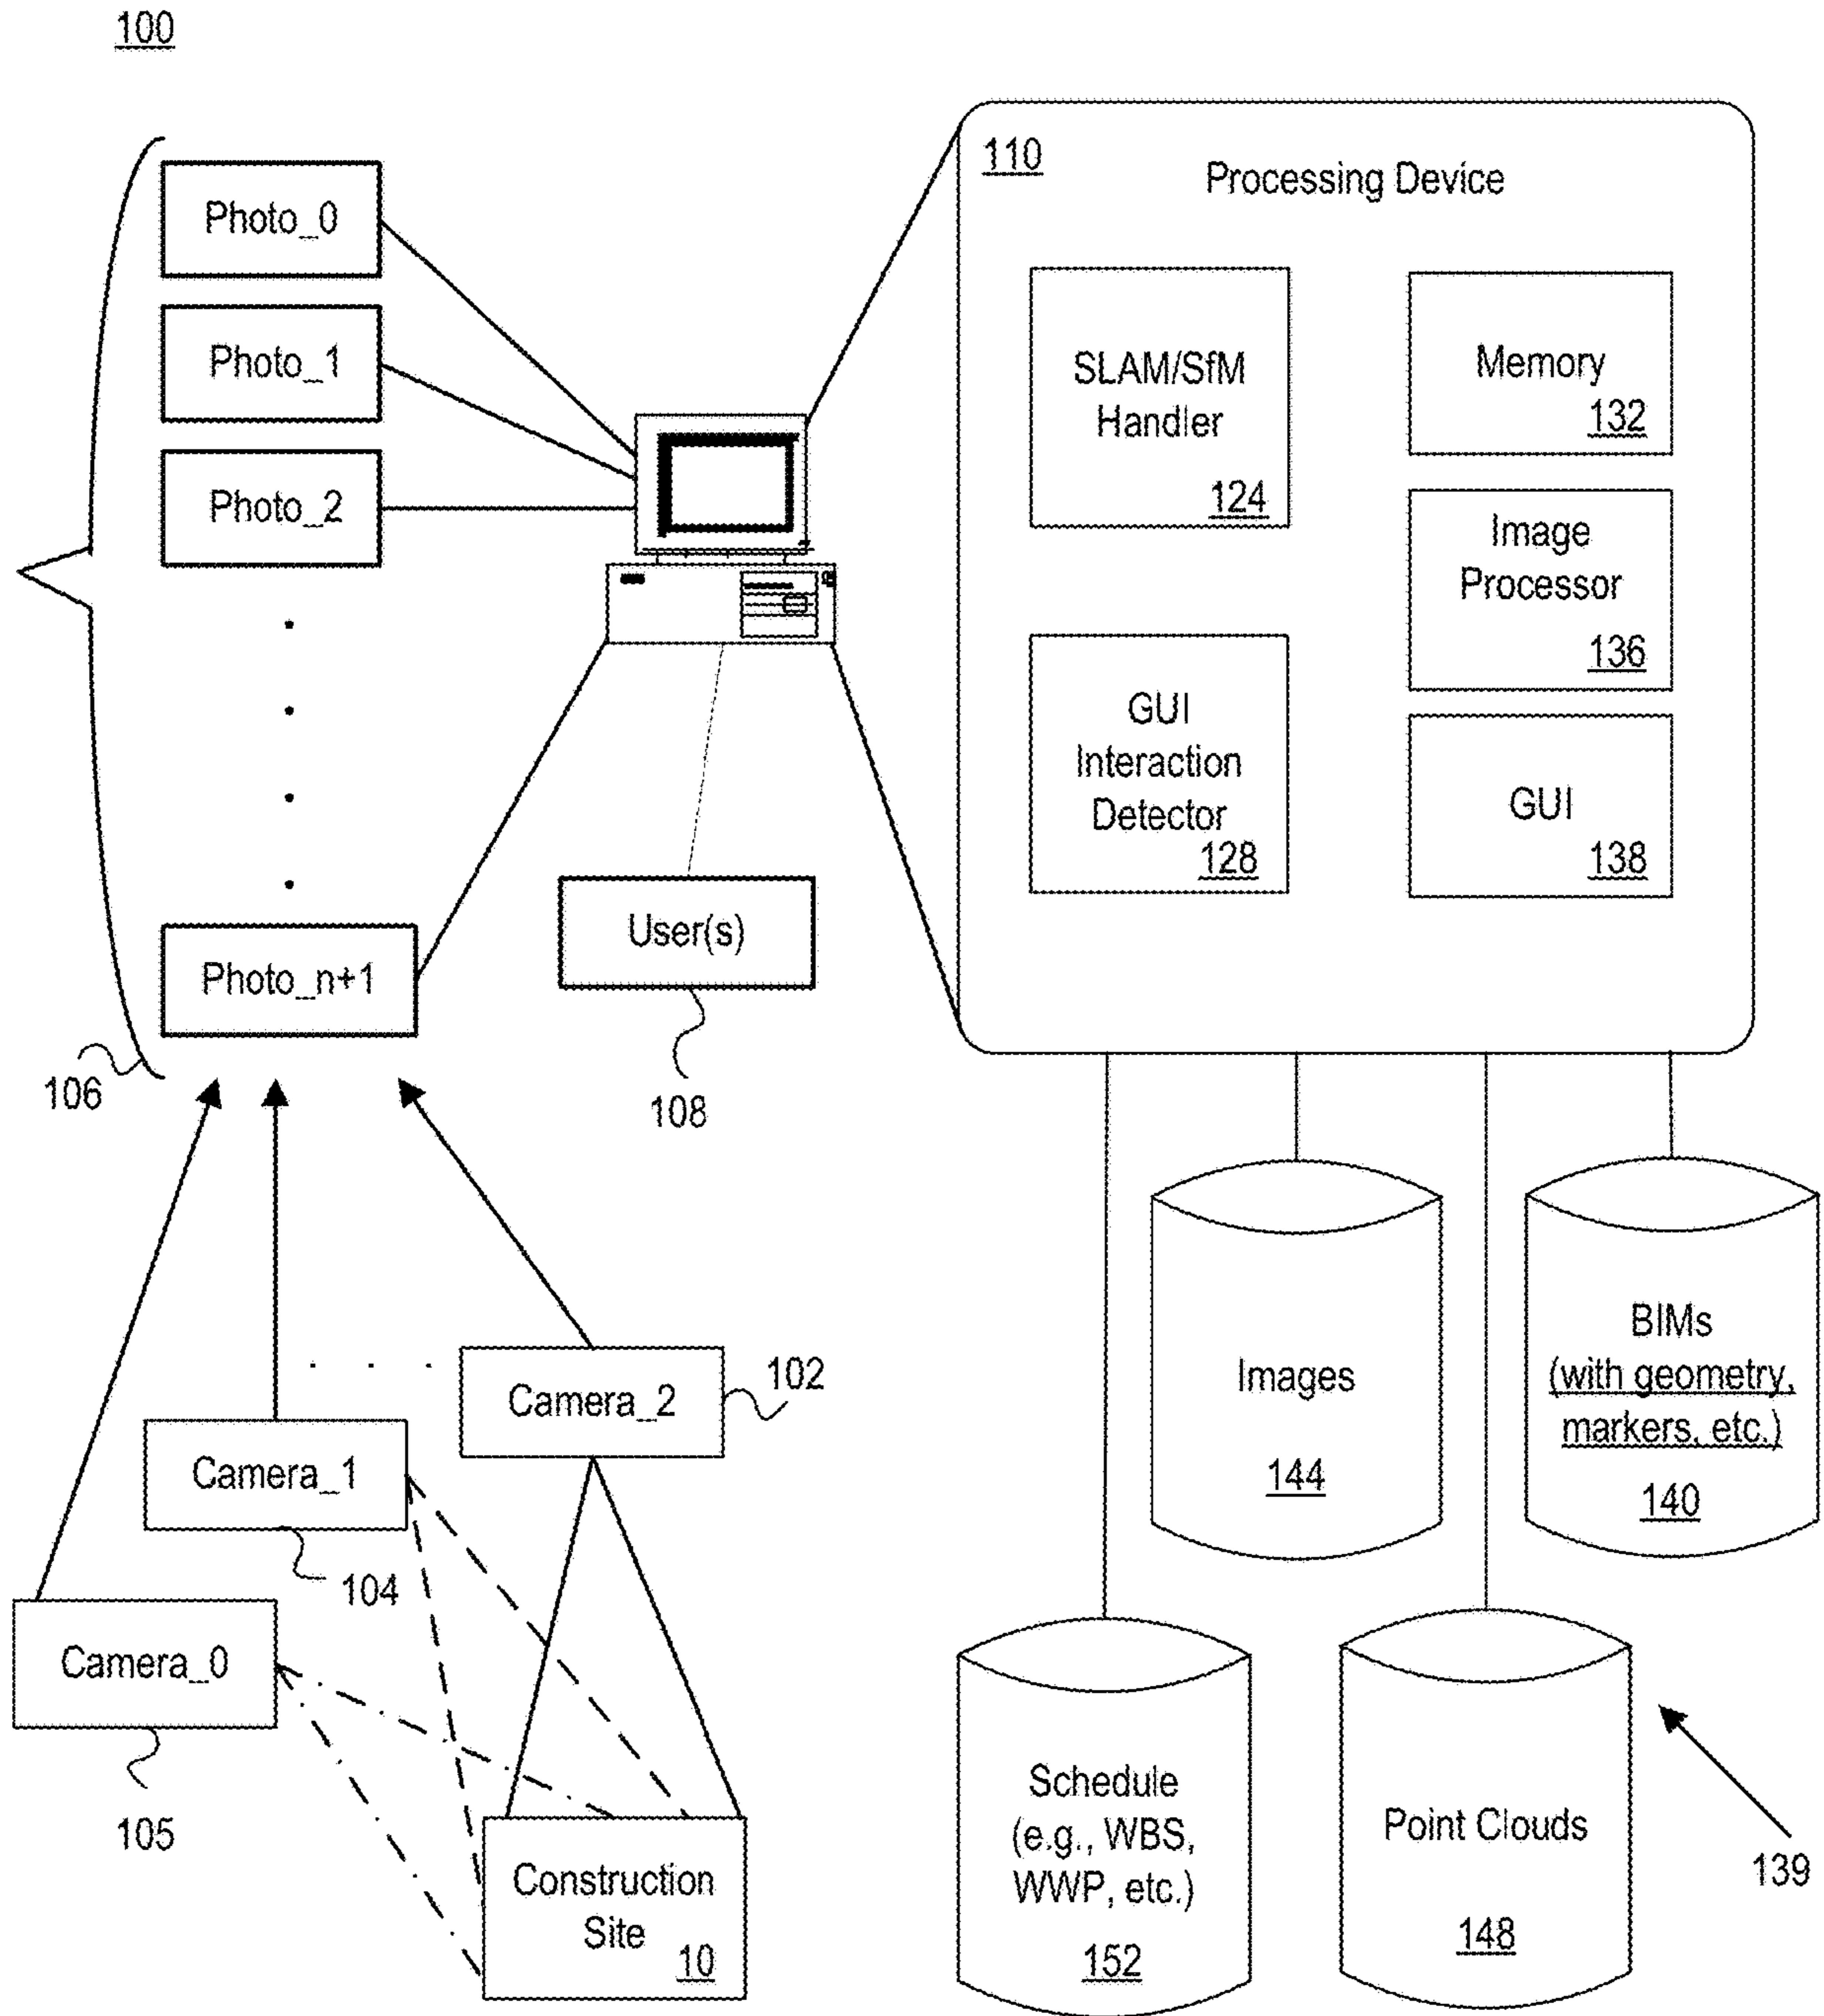 100
Photo_0
Photo_1
Photo_2
Photo_n+1
106
User(s)
108
110
Processing Device
SLAM/SfM
Handler
124
Memory
132
Image
Processor
136
GUI
Interaction
Detector
128
GUI
138
Camera_2
102
Camera_1
104
Camera_0
105
Construction
Site
10
Images
144
BIMs
(with geometry,
markers, etc.)
140
Schedule
(e.g., WBS,
WWP, etc.)
152
Point Clouds
148
139